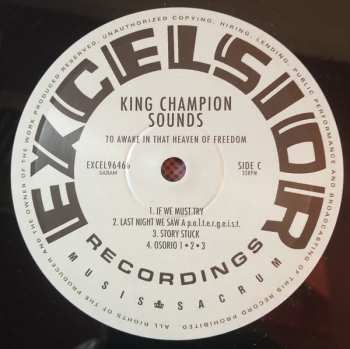 UNAUTHORIZED COPYING, HIRING, LENDING, PUBLIC PERFORMANCE AND BROADCASTING OF THIS RECORD PROHIBITED. ALL RIGHTS OF THE PRODUCER AND THE OWNER OF THE WORK PRODUCED RESERVED.
EXCELSIOR
KING CHAMPION
SOUNDS
TO AWAKE IN THAT HEAVEN OF FREEDOM
SIDE C
33RPM
1. IF WE MUST TRY
2. LAST NIGHT WE SAW A p.o.l.t.e.r.g.e.i.s.t.
3. STORY STUCK
4. OSORIO 1 • 2 • 3
RECORDINGS
MUSIS SACRUM